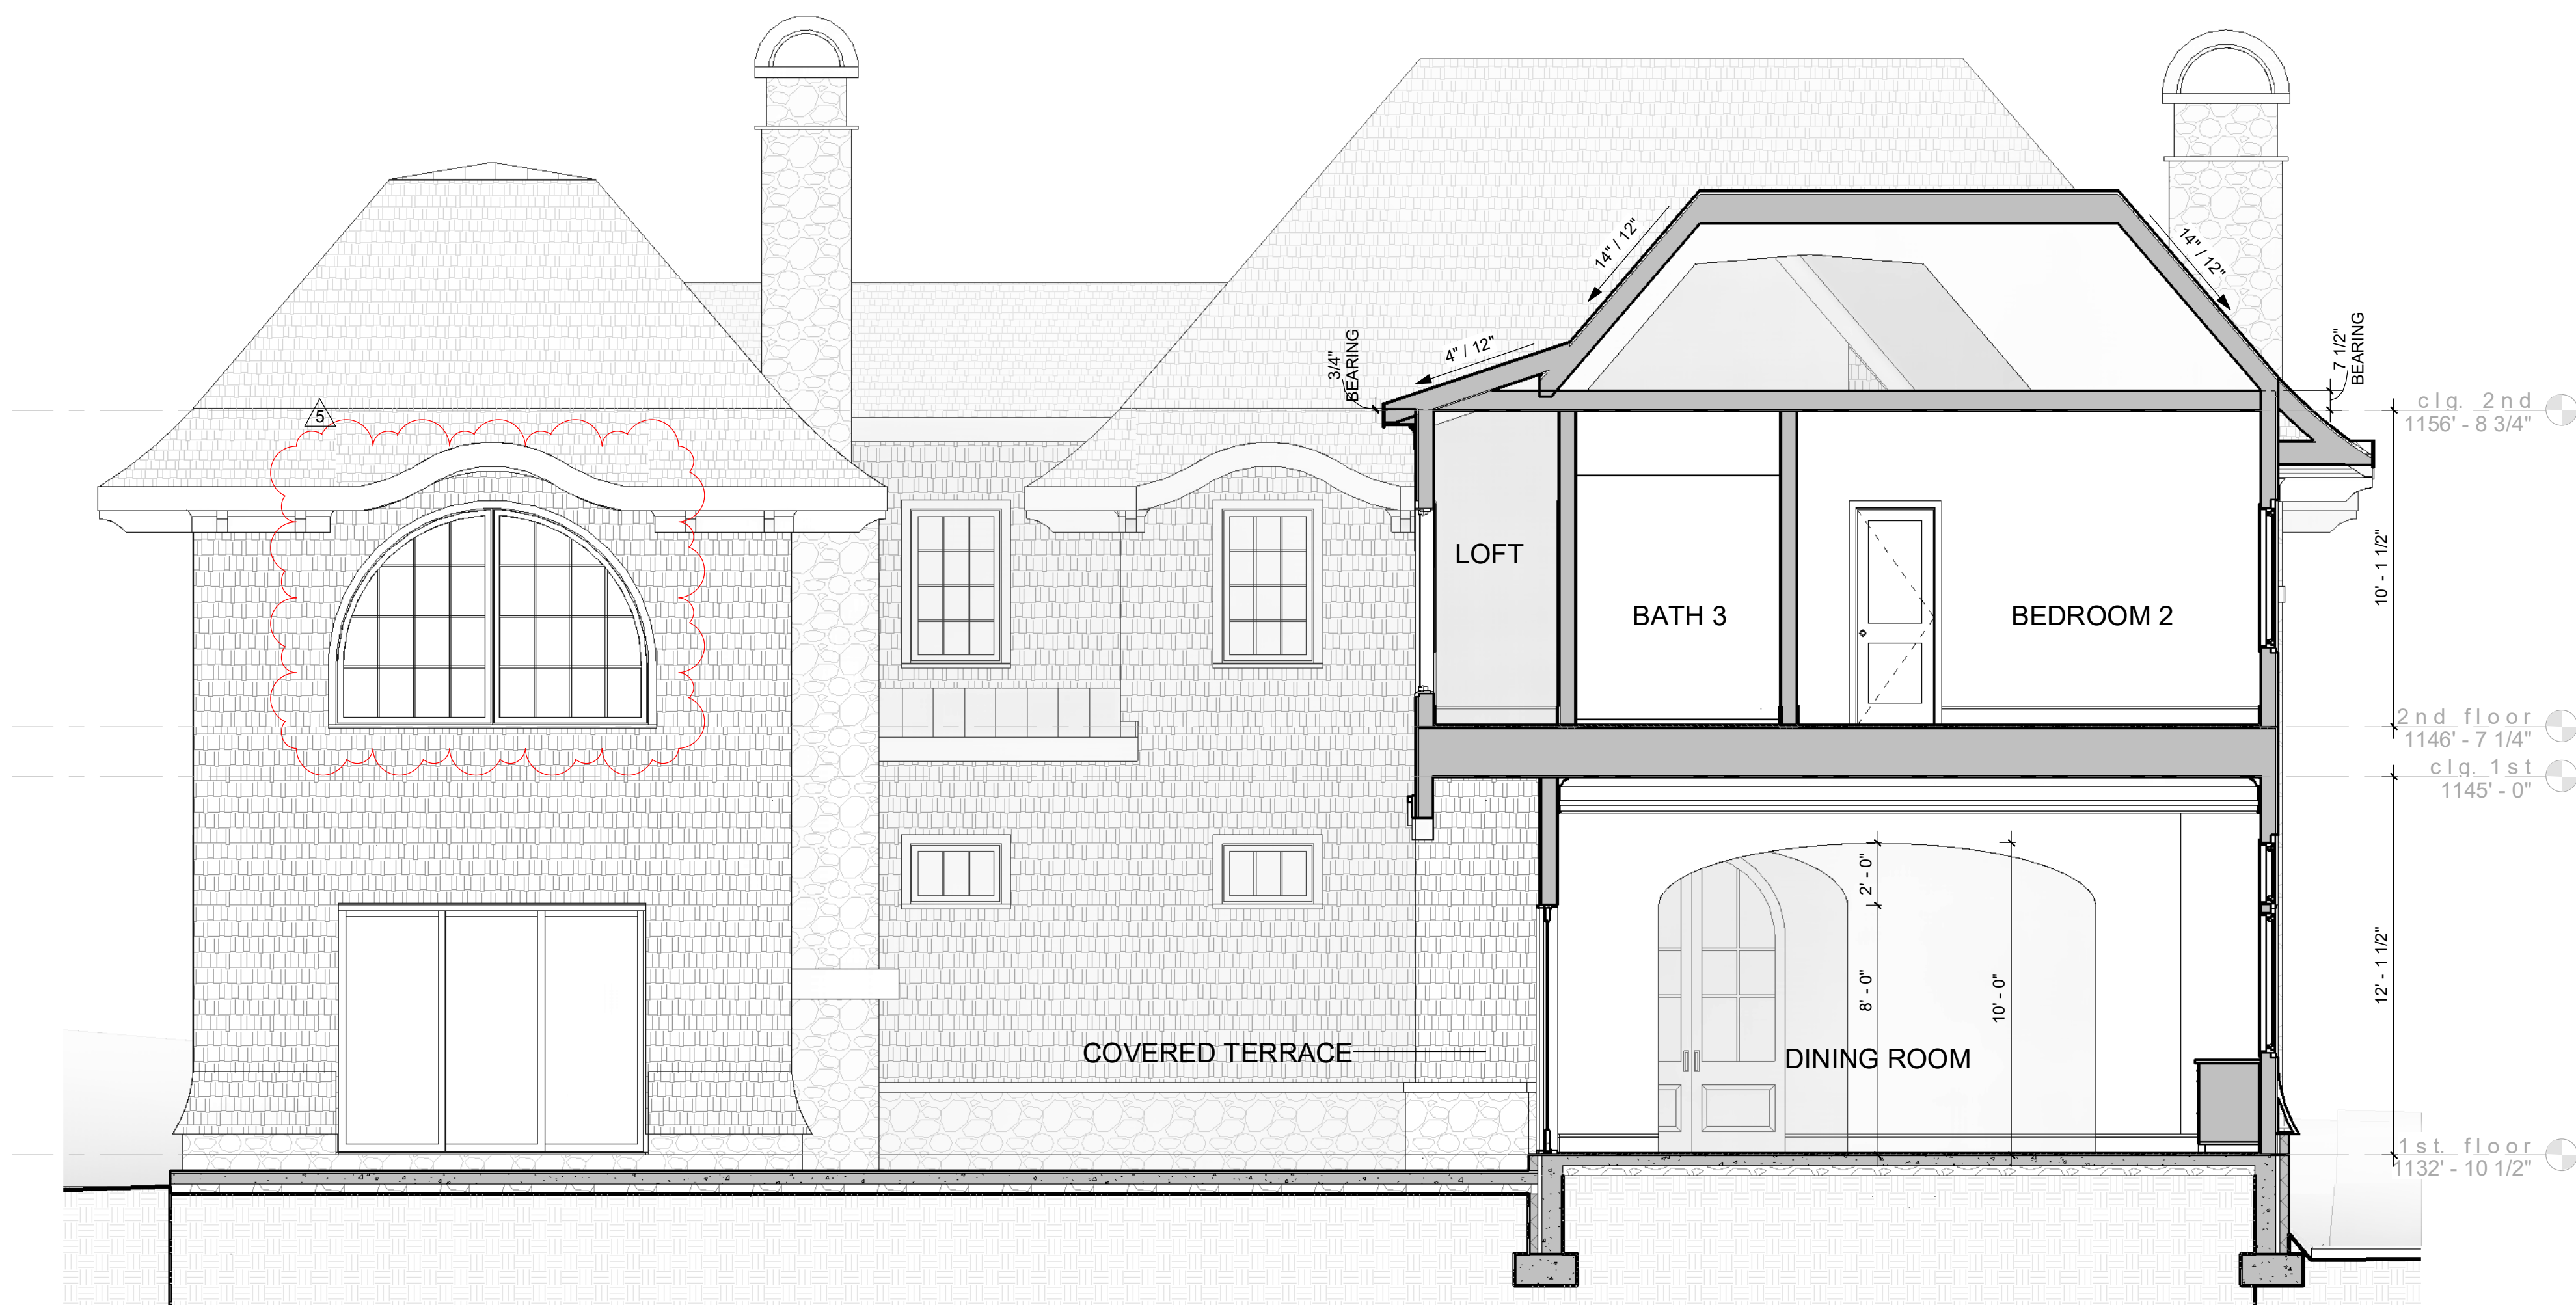 5
14" / 12"
14" / 12"
4" / 12"
3/4"
BEARING
7 1/2"
BEARING
clg. 2nd
1156' - 8 3/4"
LOFT
BATH 3
BEDROOM 2
10' - 1 1/2"
2nd floor
1146' - 7 1/4"
clg. 1st
1145' - 0"
2' - 0"
8' - 0"
10' - 0"
12' - 1 1/2"
COVERED TERRACE
DINING ROOM
1st. floor
1132' - 10 1/2"